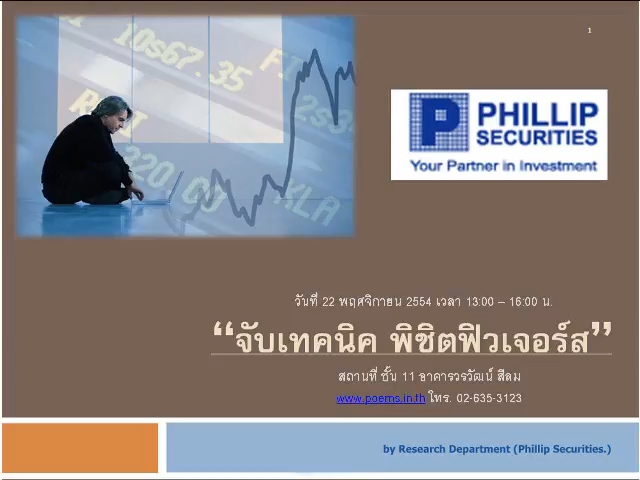 1
PHILLIP
SECURITIES
Your Partner in Investment
วันที่ 22 พฤศจิกายน 2554 เวลา 13:00 – 16:00 น.
“จับเทคนิค พิชิตฟิวเจอร์ส”
สถานที่ ชั้น 11 อาคารวรวัฒน์ สีลม
www.poems.in.th โทร. 02-635-3123
by Research Department (Phillip Securities.)